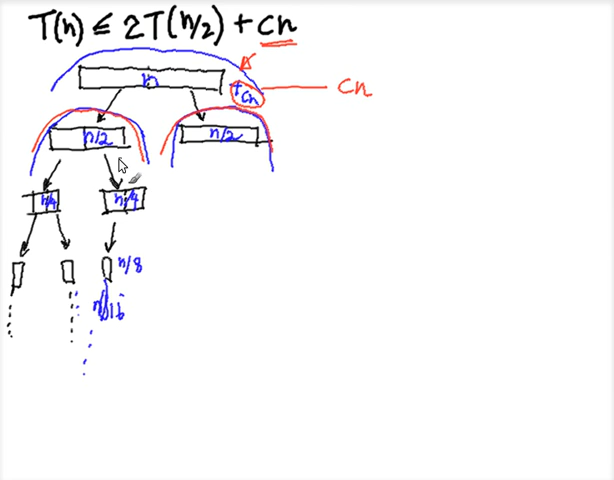 T(n) ≤ 2T(n/2) + cn
n
+cn
cn
n/2
n/2
n/4
n/4
n/8
n/16